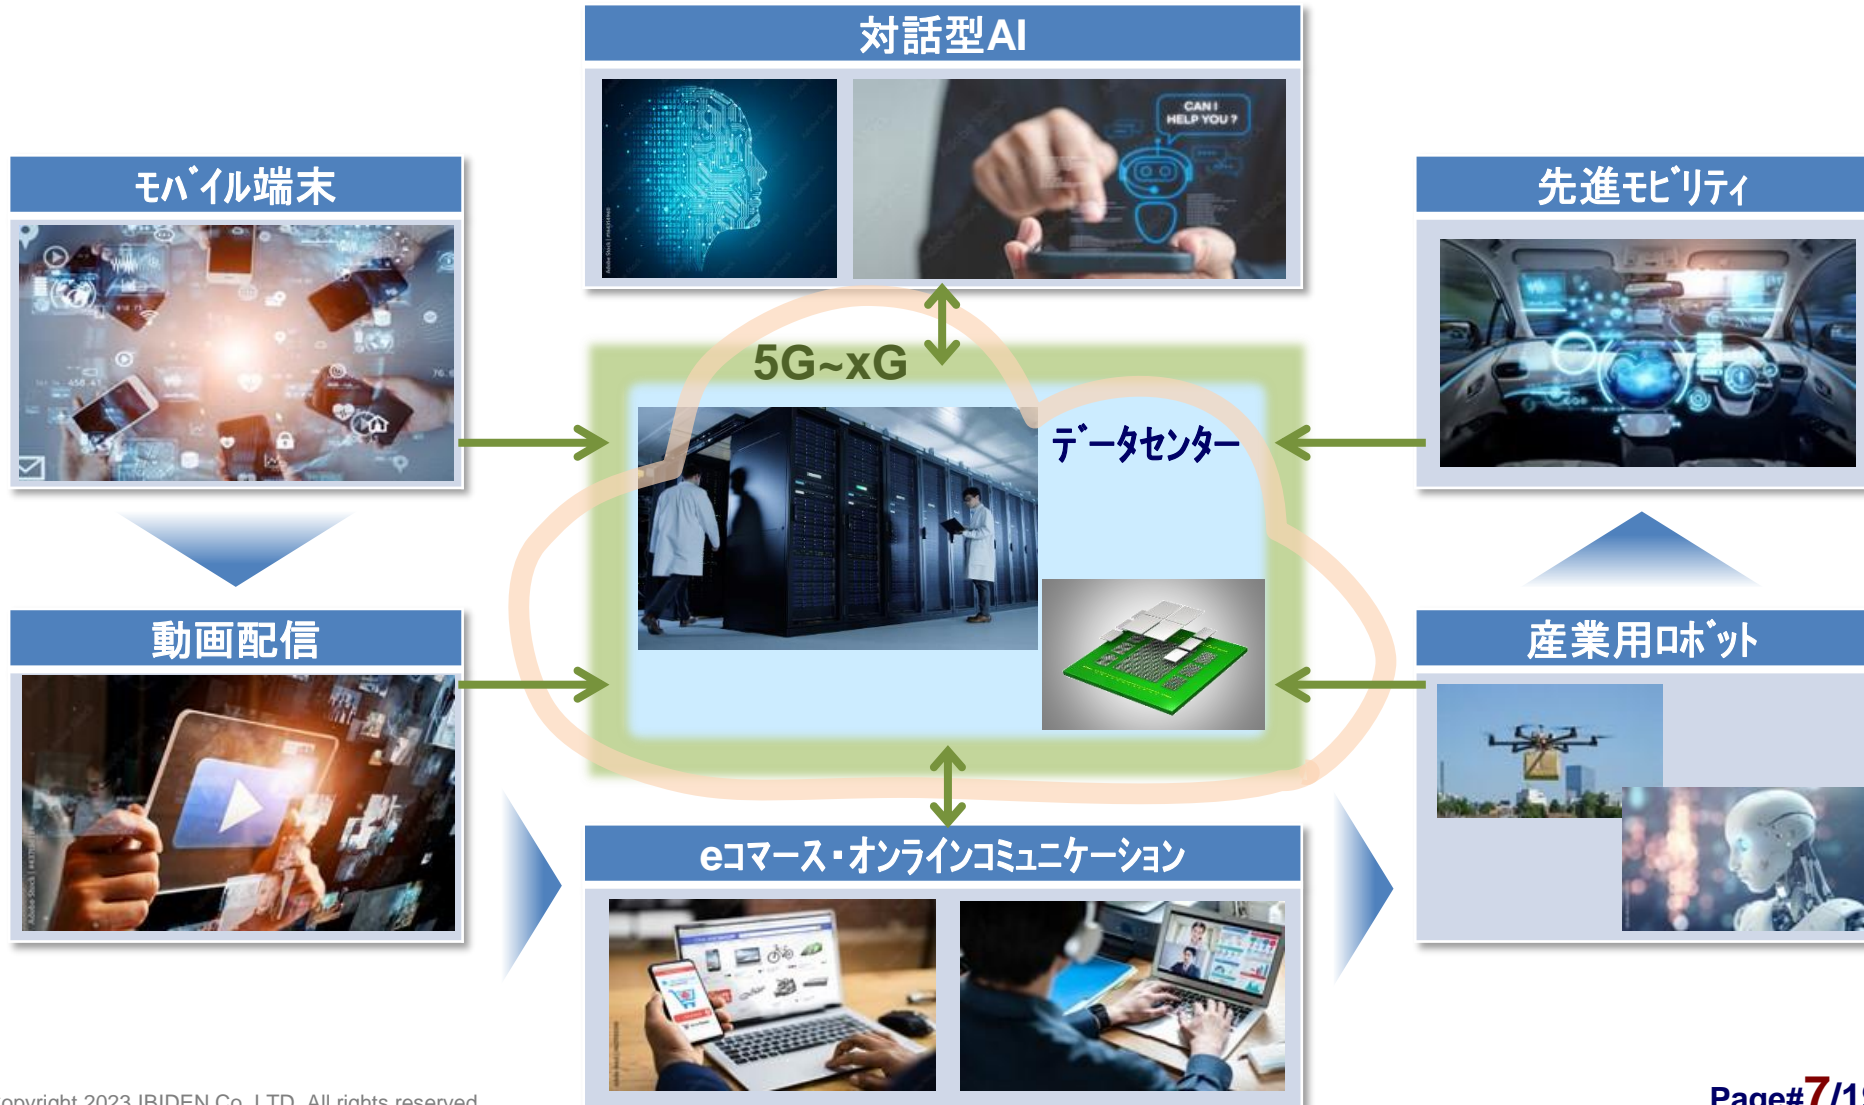 対話型AI
CAN I
HELP YOU ?
モバイル端末
先進モビリティ
5G~xG
データセンター
動画配信
産業用ロボット
eコマース・オンラインコミュニケーション
opyright 2023 IBIDEN Co.,LTD. All rights reserved
Page#7/19